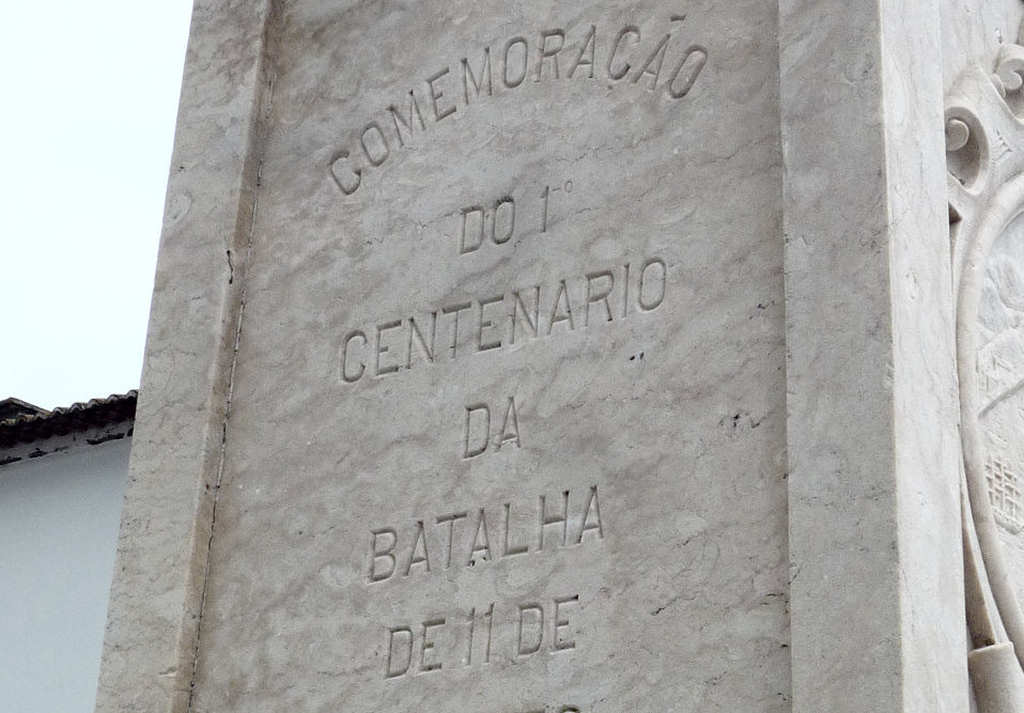 COMEMORAÇÃO
DO 1º
CENTENARIO
DA
BATALHA
DE 11 DE